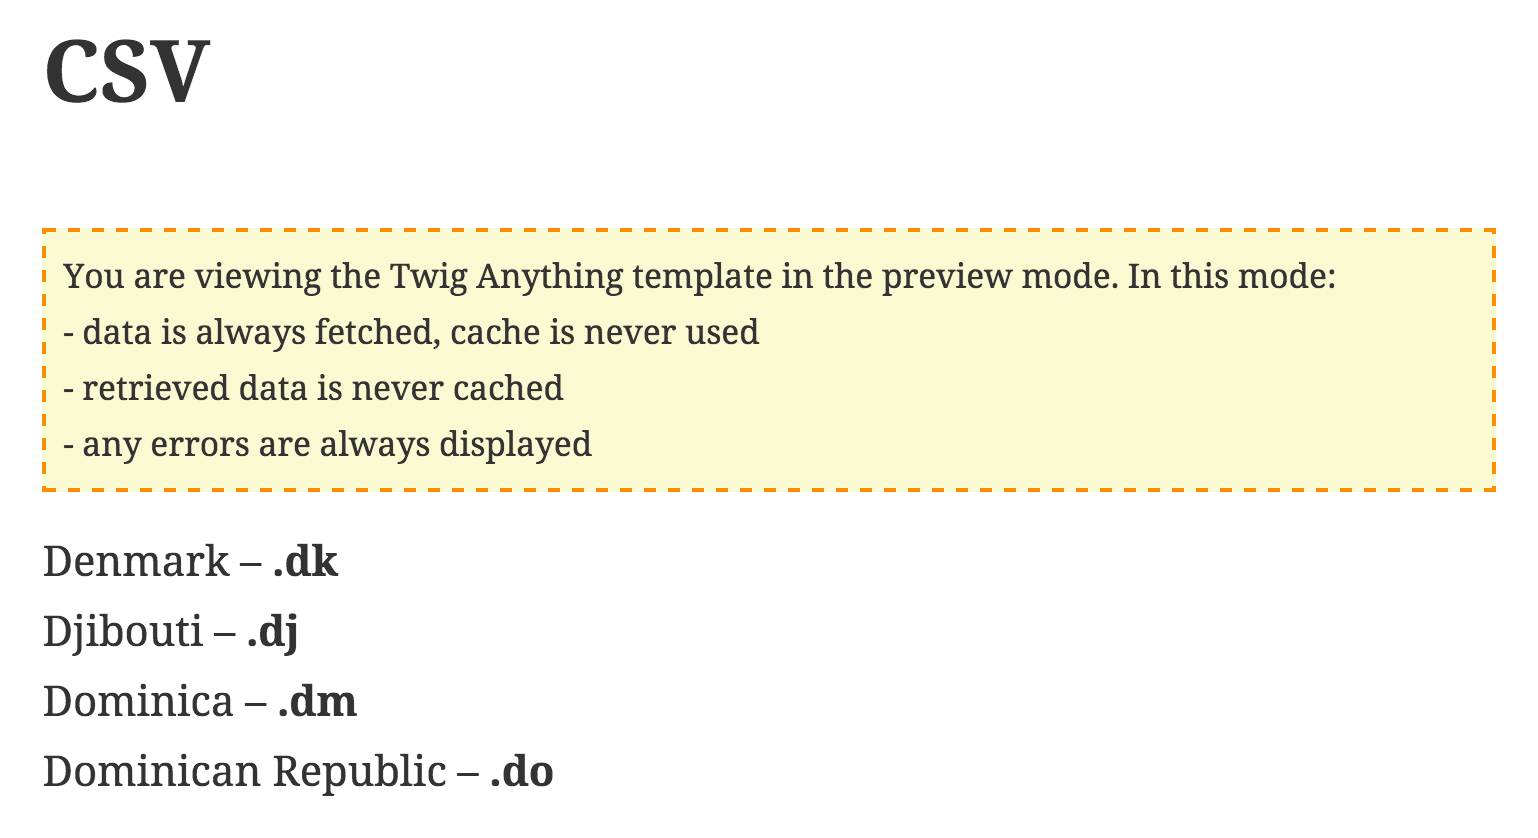 CSV
You are viewing the Twig Anything template in the preview mode. In this mode:
- data is always fetched, cache is never used
- retrieved data is never cached
- any errors are always displayed
Denmark – .dk
Djibouti – .dj
Dominica – .dm
Dominican Republic – .do